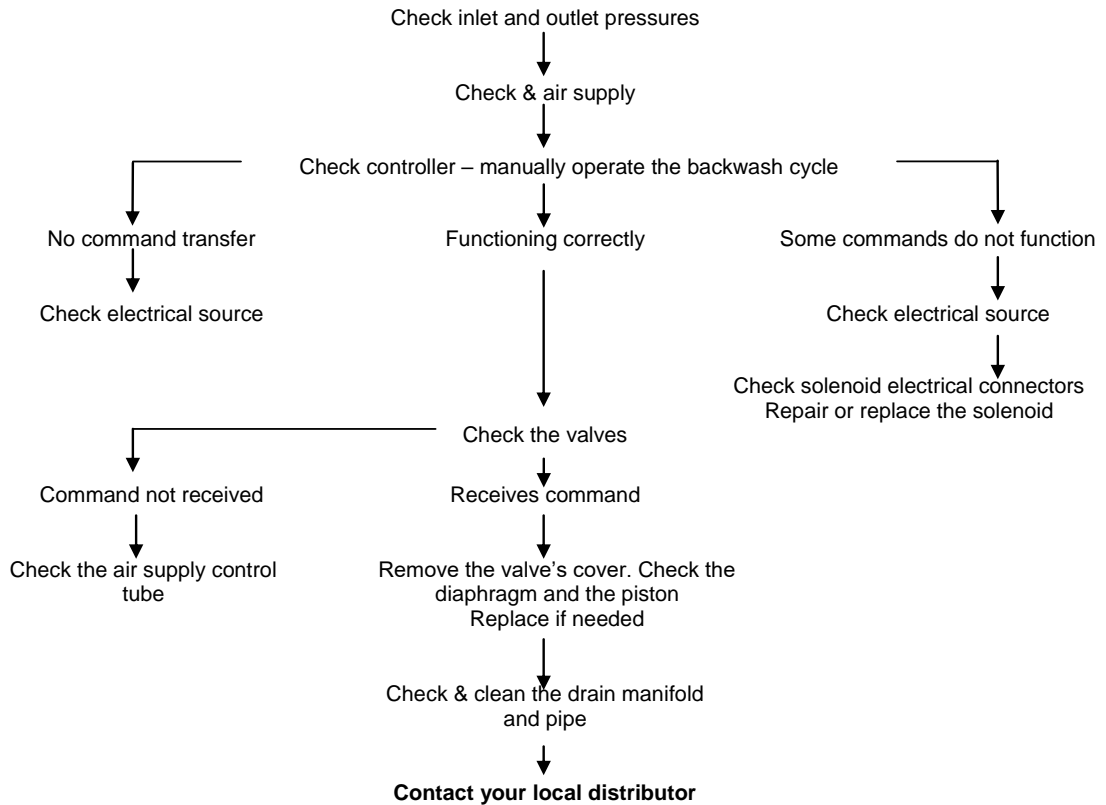 Check inlet and outlet pressures
Check & air supply
Check controller – manually operate the backwash cycle
No command transfer
Functioning correctly
Some commands do not function
Check electrical source
Check electrical source
Check solenoid electrical connectors
Repair or replace the solenoid
Check the valves
Command not received
Receives command
Check the air supply control
tube
Remove the valve’s cover. Check the
diaphragm and the piston
Replace if needed
Check & clean the drain manifold
and pipe
Contact your local distributor